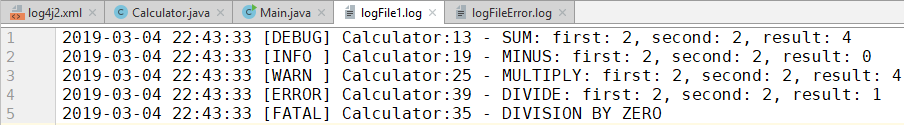 log4j2.xml Calculator.java Main.java logFile1.log logFileError.log
1 2019-03-04 22:43:33 [DEBUG] Calculator:13 - SUM: first: 2, second: 2, result: 4
2 2019-03-04 22:43:33 [INFO ] Calculator:19 - MINUS: first: 2, second: 2, result: 0
3 2019-03-04 22:43:33 [WARN ] Calculator:25 - MULTIPLY: first: 2, second: 2, result: 4
4 2019-03-04 22:43:33 [ERROR] Calculator:39 - DIVIDE: first: 2, second: 2, result: 1
5 2019-03-04 22:43:33 [FATAL] Calculator:35 - DIVISION BY ZERO